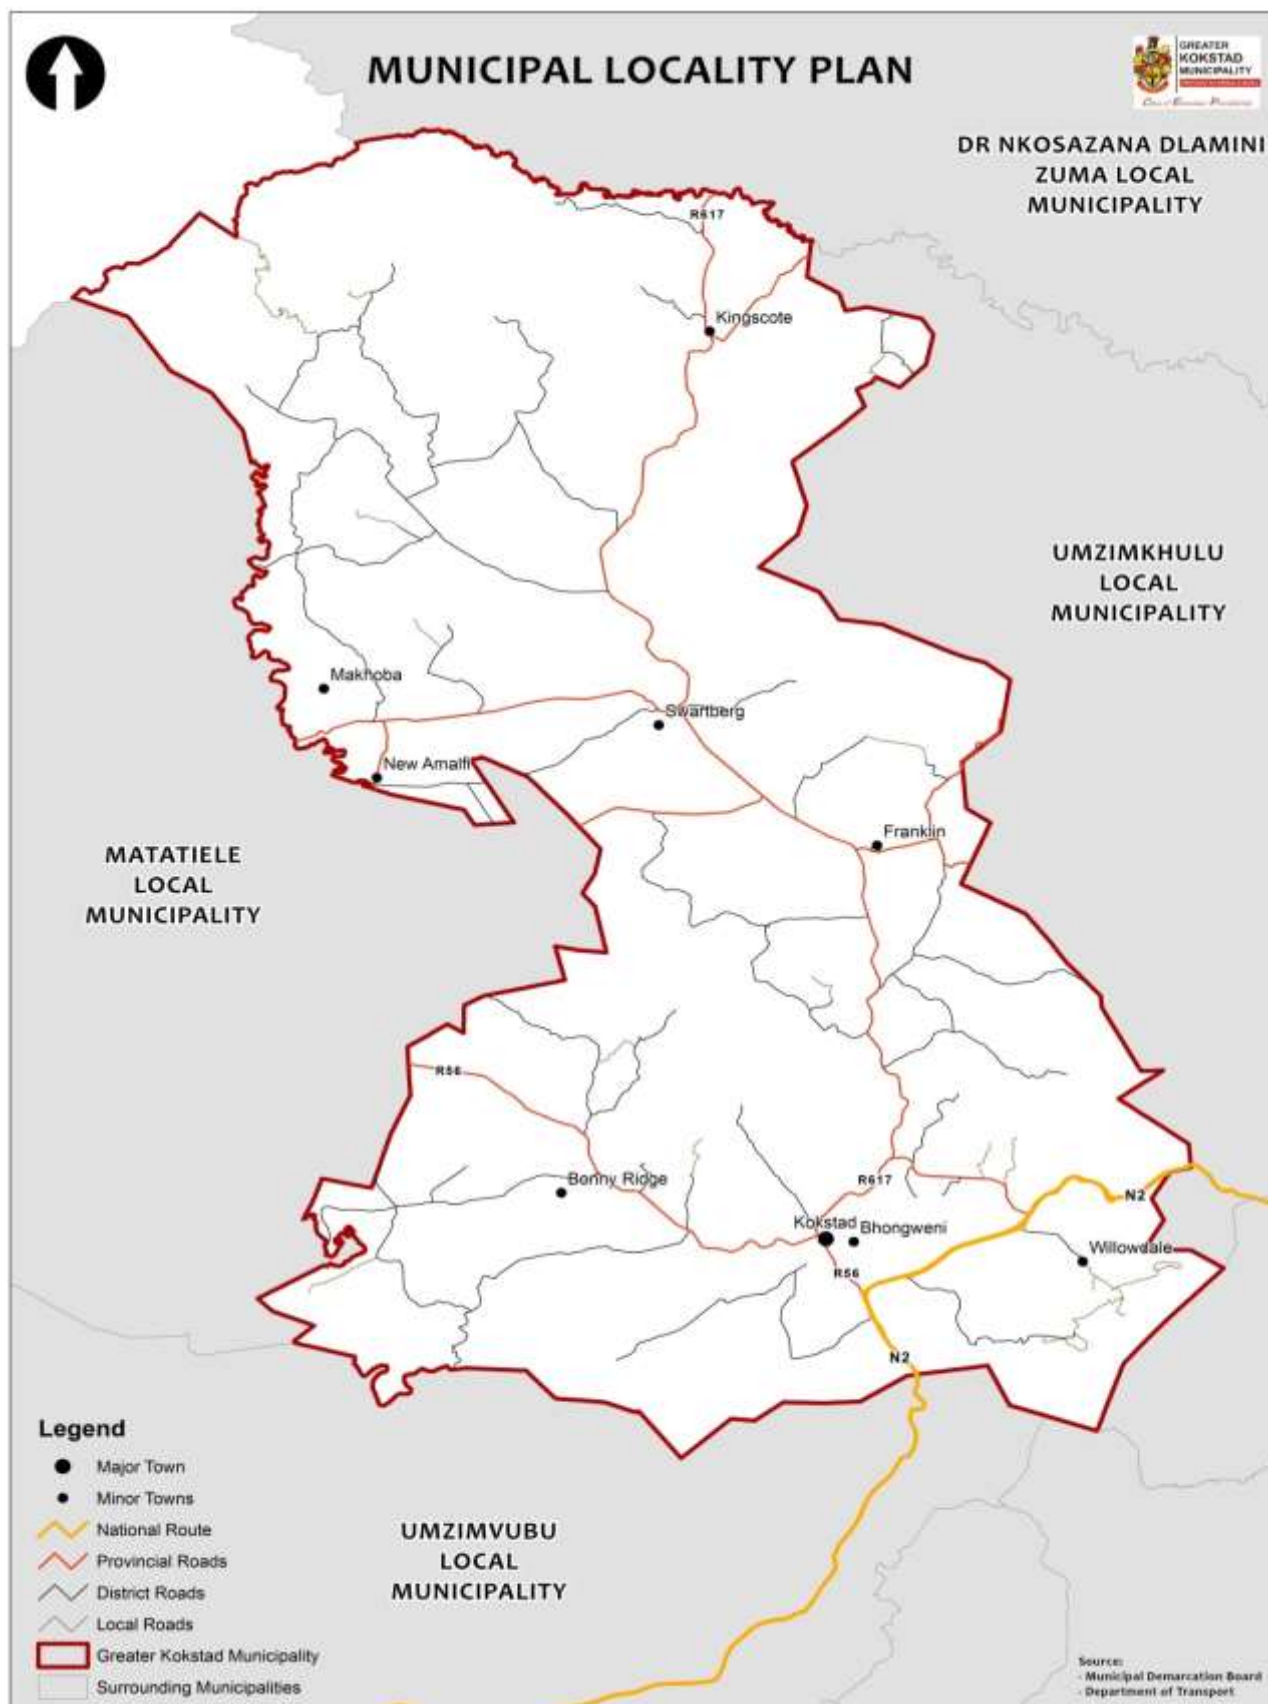 MUNICIPAL LOCALITY PLAN
GREATER
KOKSTAD
MUNICIPALITY
DR NKOSAZANA DLAMINI
ZUMA LOCAL
MUNICIPALITY
R617
Kingscote
UMZIMKHULU
LOCAL
MUNICIPALITY
Makhoba
Swartberg
New Amalfi
Franklin
MATATIELE
LOCAL
MUNICIPALITY
R56
Bonny Ridge
R617
N2
Kokstad
Bhongweni
Willowdale
R56
N2
Legend
Major Town
Minor Towns
National Route
Provincial Roads
District Roads
Local Roads
Greater Kokstad Municipality
Surrounding Municipalities
UMZIMVUBU
LOCAL
MUNICIPALITY
Source:
- Municipal Demarcation Board
- Department of Transport